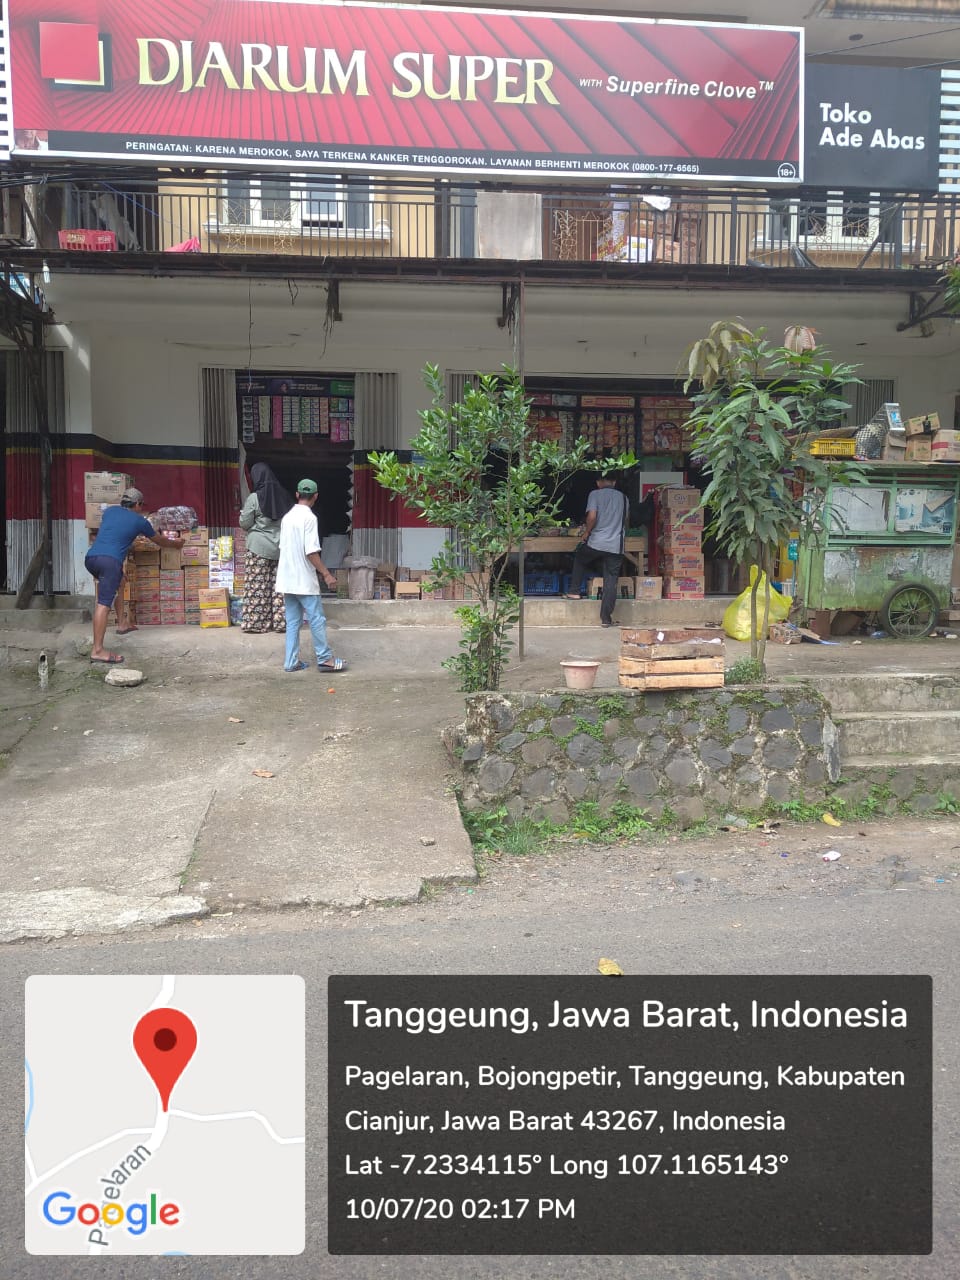 DJARUM SUPER
WITH Superfine Clove™
PERINGATAN: KARENA MEROKOK, SAYA TERKENA KANKER TENGGOROKAN. LAYANAN BERHENTI MEROKOK (0800-177-6565)
18+
Toko
Ade Abas
Pagelaran
Google
Tanggeung, Jawa Barat, Indonesia
Pagelaran, Bojongpetir, Tanggeung, Kabupaten
Cianjur, Jawa Barat 43267, Indonesia
Lat -7.2334115° Long 107.1165143°
10/07/20 02:17 PM